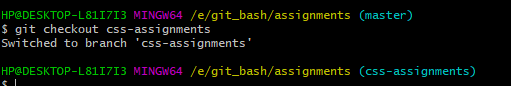 HP@DESKTOP-L81I7I3 MINGW64 /e/git_bash/assignments (master)
$ git checkout css-assignments
Switched to branch 'css-assignments'
HP@DESKTOP-L81I7I3 MINGW64 /e/git_bash/assignments (css-assignments)
$